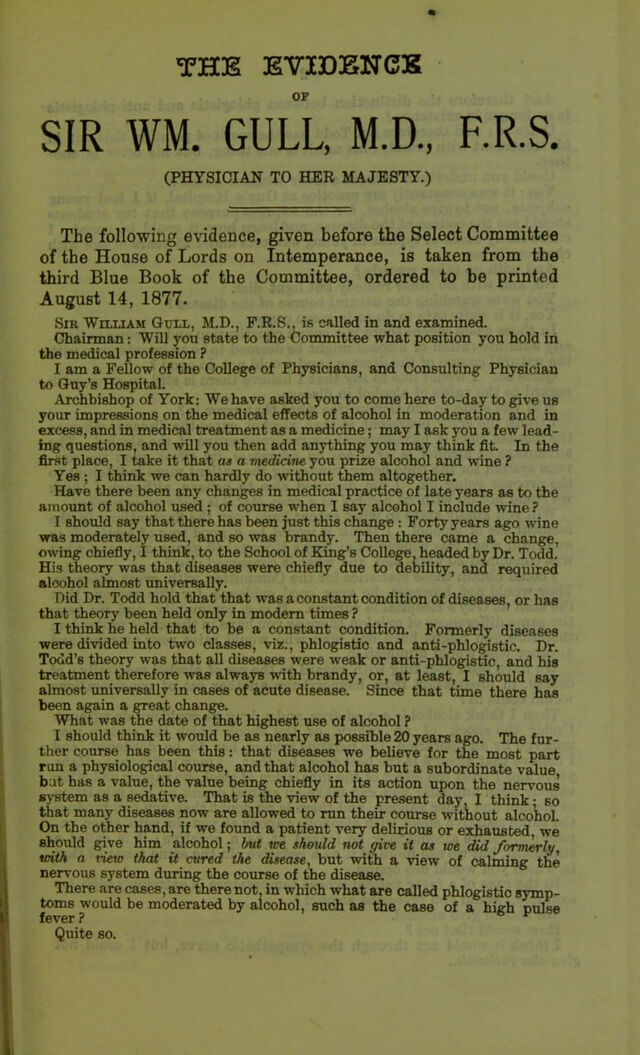 THE EVIDENCE
OF
SIR WM. GULL, M.D., F.R.S.
(PHYSICIAN TO HER MAJESTY.)
The following evidence, given before the Select Committee
of the House of Lords on Intemperance, is taken from the
third Blue Book of the Committee, ordered to be printed
August 14, 1877.
SIR WILLIAM GULL, M.D., F.R.S., is called in and examined.
Chairman: Will you state to the Committee what position you hold in
the medical profession?
I am a Fellow of the College of Physicians, and Consulting Physician
to Guy's Hospital.
Archbishop of York: We have asked you to come here to-day to give us
your impressions on the medical effects of alcohol in moderation and in
excess, and in medical treatment as a medicine; may I ask you a few lead-
ing questions, and will you then add anything you may think fit. In the
first place, I take it that as a medicine you prize alcohol and wine?
Yes; I think we can hardly do without them altogether.
Have there been any changes in medical practice of late years as to the
amount of alcohol used; of course when I say alcohol I include wine?
I should say that there has been just this change: Forty years ago wine
was moderately used, and so was brandy. Then there came a change,
owing chiefly, I think, to the School of King's College, headed by Dr. Todd.
His theory was that diseases were chiefly due to debility, and required
alcohol almost universally.
Did Dr. Todd hold that that was a constant condition of diseases, or has
that theory been held only in modern times?
I think he held that to be a constant condition. Formerly diseases
were divided into two classes, viz., phlogistic and anti-phlogistic. Dr.
Todd's theory was that all diseases were weak or anti-phlogistic, and his
treatment therefore was always with brandy, or, at least, I should say
almost universally in cases of acute disease. Since that time there has
been again a great change.
What was the date of that highest use of alcohol?
I should think it would be as nearly as possible 20 years ago. The fur-
ther course has been this: that diseases we believe for the most part
run a physiological course, and that alcohol has but a subordinate value,
but has a value, the value being chiefly in its action upon the nervous
system as a sedative. That is the view of the present day, I think; so
that many diseases now are allowed to run their course without alcohol.
On the other hand, if we found a patient very delirious or exhausted, we
should give him alcohol; but we should not give it as we did formerly,
with a view that it cured the disease, but with a view of calming the
nervous system during the course of the disease.
There are cases, are there not, in which what are called phlogistic symp-
toms would be moderated by alcohol, such as the case of a high pulse
fever?
Quite so.